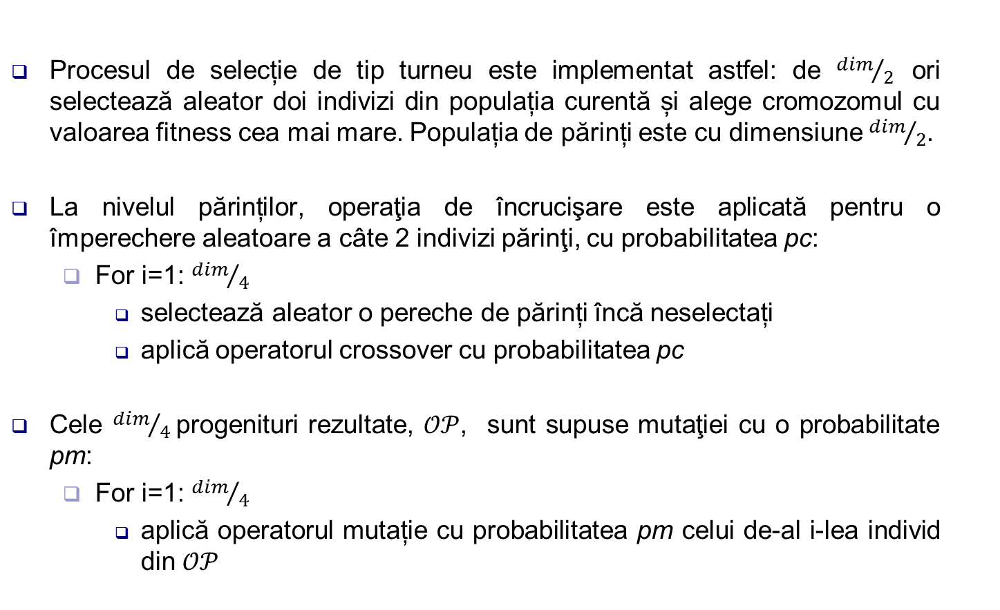 ❑ Procesul de selecție de tip turneu este implementat astfel: de 𝑑𝑖𝑚/2 ori
selectează aleator doi indivizi din populația curentă și alege cromozomul cu
valoarea fitness cea mai mare. Populația de părinți este cu dimensiune 𝑑𝑖𝑚/2.
❑ La nivelul părinților, operaţia de încrucişare este aplicată pentru o
împerechere aleatoare a câte 2 indivizi părinţi, cu probabilitatea pc:
❑ For i=1: 𝑑𝑖𝑚/4
❑ selectează aleator o pereche de părinți încă neselectați
❑ aplică operatorul crossover cu probabilitatea pc
❑ Cele 𝑑𝑖𝑚/4 progenituri rezultate, 𝒪𝒫, sunt supuse mutaţiei cu o probabilitate
pm:
❑ For i=1: 𝑑𝑖𝑚/4
❑ aplică operatorul mutație cu probabilitatea pm celui de-al i-lea individ
din 𝒪𝒫